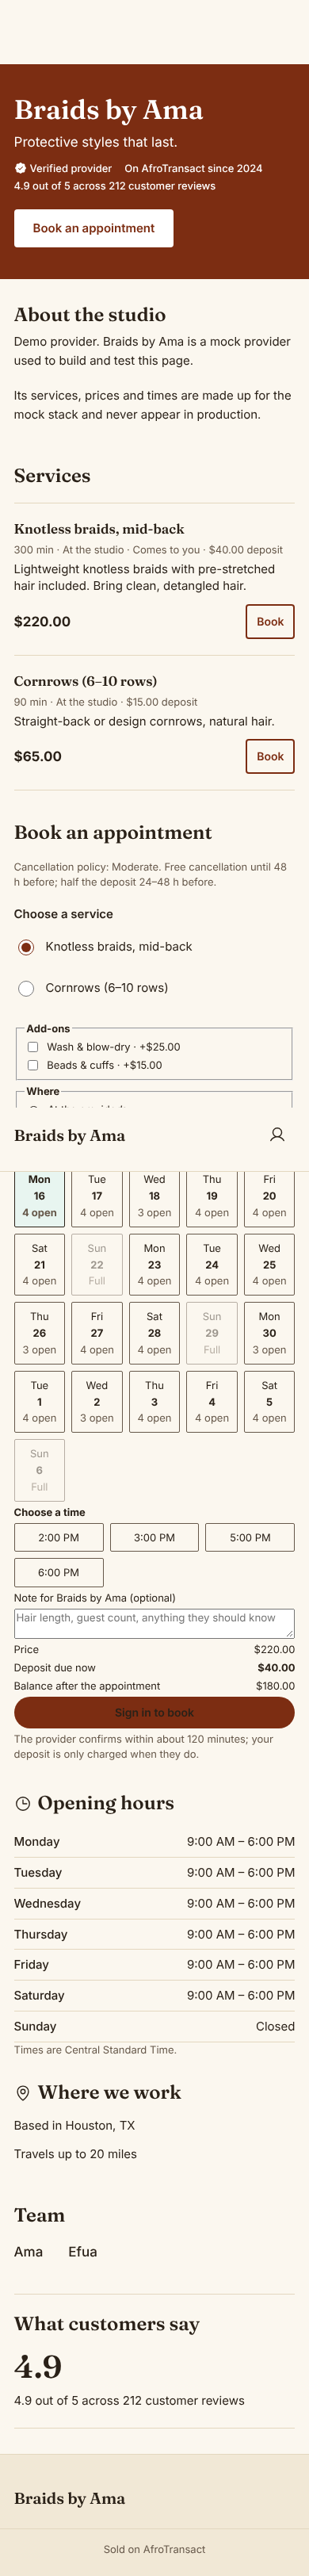 Braids by Ama
Protective styles that last.
Verified provider On AfroTransact since 2024
4.9 out of 5 across 212 customer reviews
Book an appointment
About the studio
Demo provider. Braids by Ama is a mock provider
used to build and test this page.
Its services, prices and times are made up for the
mock stack and never appear in production.
Services
Knotless braids, mid-back
300 min · At the studio · Comes to you · $40.00 deposit
Lightweight knotless braids with pre-stretched
hair included. Bring clean, detangled hair.
$220.00 Book
Cornrows (6–10 rows)
90 min · At the studio · $15.00 deposit
Straight-back or design cornrows, natural hair.
$65.00 Book
Book an appointment
Cancellation policy: Moderate. Free cancellation until 48
h before; half the deposit 24–48 h before.
Choose a service
Knotless braids, mid-back
Cornrows (6–10 rows)
Add-ons
Wash & blow-dry · +$25.00
Beads & cuffs · +$15.00
Where
Braids by Ama
Mon Tue Wed Thu Fri
16 17 18 19 20
4 open 4 open 3 open 4 open 4 open
Sat Sun Mon Tue Wed
21 22 23 24 25
4 open Full 4 open 4 open 4 open
Thu Fri Sat Sun Mon
26 27 28 29 30
3 open 4 open 4 open Full 3 open
Tue Wed Thu Fri Sat
1 2 3 4 5
4 open 3 open 4 open 4 open 4 open
Sun
6
Full
Choose a time
2:00 PM 3:00 PM 5:00 PM
6:00 PM
Note for Braids by Ama (optional)
Hair length, guest count, anything they should know
Price $220.00
Deposit due now $40.00
Balance after the appointment $180.00
Sign in to book
The provider confirms within about 120 minutes; your
deposit is only charged when they do.
Opening hours
Monday 9:00 AM – 6:00 PM
Tuesday 9:00 AM – 6:00 PM
Wednesday 9:00 AM – 6:00 PM
Thursday 9:00 AM – 6:00 PM
Friday 9:00 AM – 6:00 PM
Saturday 9:00 AM – 6:00 PM
Sunday Closed
Times are Central Standard Time.
Where we work
Based in Houston, TX
Travels up to 20 miles
Team
Ama Efua
What customers say
4.9
4.9 out of 5 across 212 customer reviews
Braids by Ama
Sold on AfroTransact